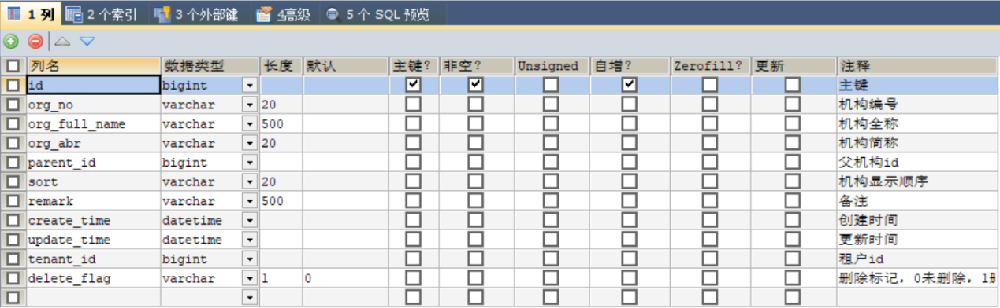 1 列 2 个索引 3 个外部键 4高级 5 个 SQL 预览
列名 数据类型 长度 默认 主键? 非空? Unsigned 自增? Zerofill? 更新 注释
id bigint 主键
org_no varchar 20 机构编号
org_full_name varchar 500 机构全称
org_abr varchar 20 机构简称
parent_id bigint 父机构id
sort varchar 20 机构显示顺序
remark varchar 500 备注
create_time datetime 创建时间
update_time datetime 更新时间
tenant_id bigint 租户id
delete_flag varchar 1 0 删除标记，0未删除，1